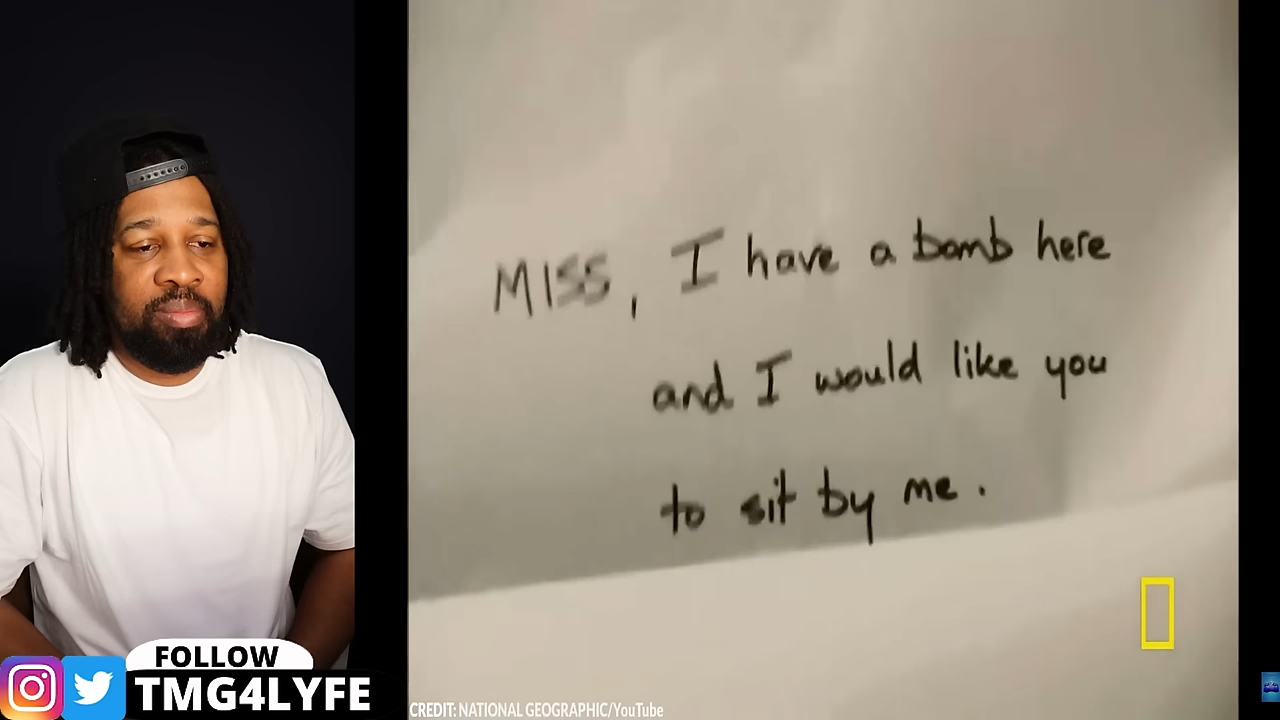 MISS, I have a bomb here
and I would like you
to sit by me.
FOLLOW
TMG4LYFE
CREDIT: NATIONAL GEOGRAPHIC/YouTube